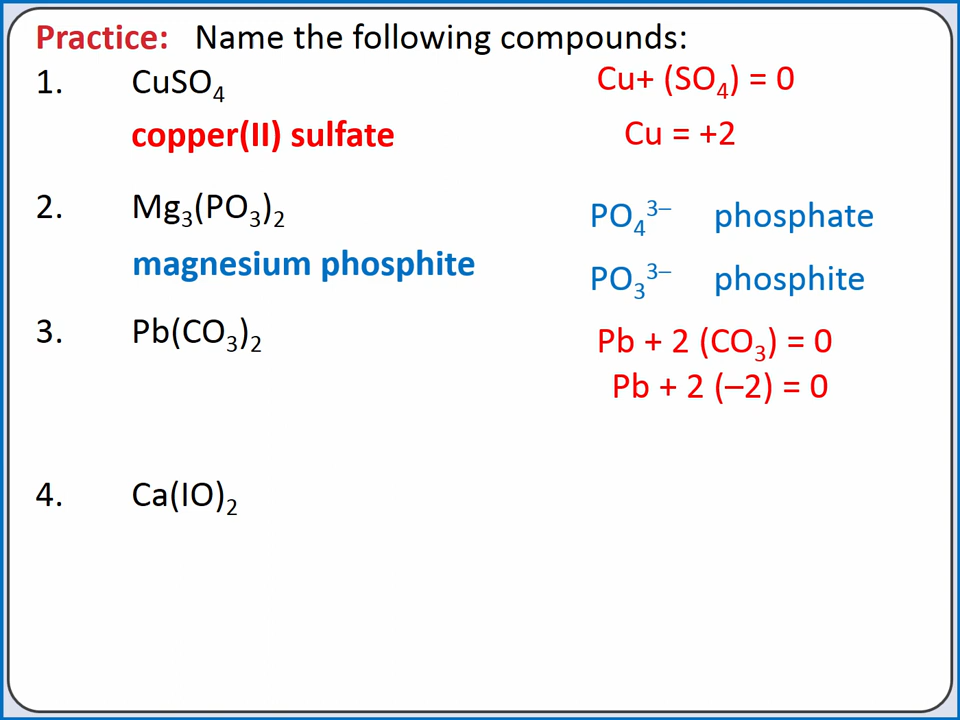 Practice: Name the following compounds:
1. CuSO₄ Cu+ (SO₄) = 0
copper(II) sulfate Cu = +2
2. Mg₃(PO₃)₂ PO₄³⁻ phosphate
magnesium phosphite PO₃³⁻ phosphite
3. Pb(CO₃)₂ Pb + 2 (CO₃) = 0
Pb + 2 (–2) = 0
4. Ca(IO)₂